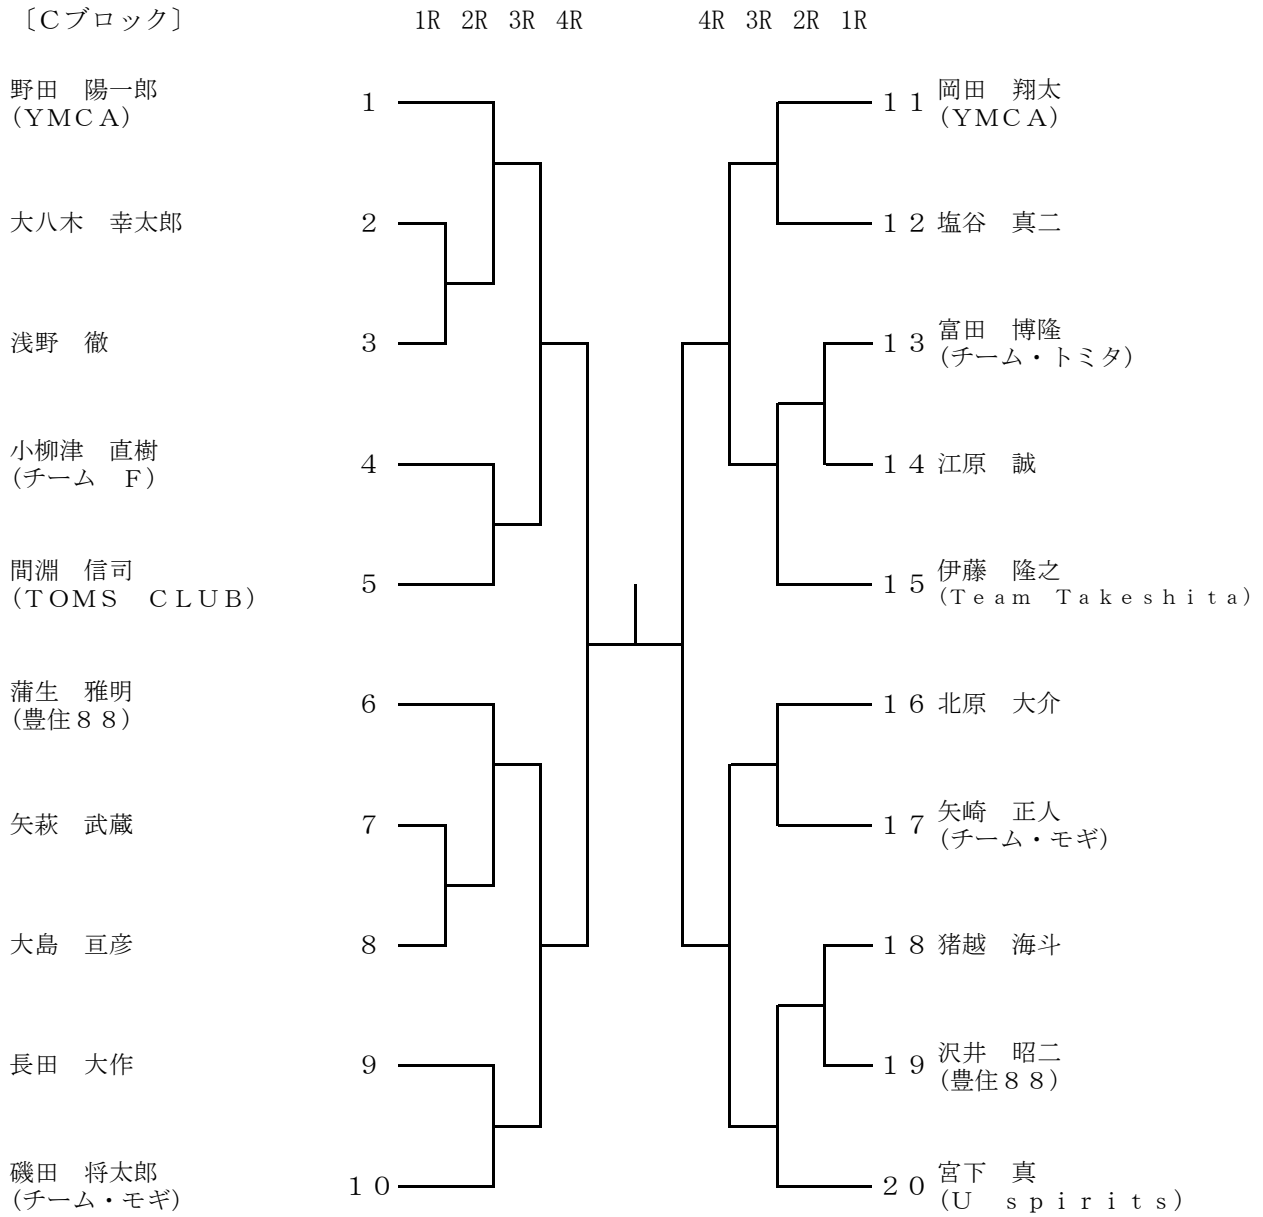 〔Ｃブロック〕
1R 2R 3R 4R
4R 3R 2R 1R
野田　陽一郎
（ＹＭＣＡ）
１
大八木　幸太郎
２
浅野　徹
３
小柳津　直樹
（チーム　Ｆ）
４
間淵　信司
（ＴＯＭＳ　ＣＬＵＢ）
５
蒲生　雅明
（豊住８８）
６
矢萩　武蔵
７
大島　亘彦
８
長田　大作
９
磯田　将太郎
（チーム・モギ）
１０
１１
岡田　翔太
（ＹＭＣＡ）
１２
塩谷　真二
１３
富田　博隆
（チーム・トミタ）
１４
江原　誠
１５
伊藤　隆之
（Ｔｅａｍ　Ｔａｋｅｓｈｉｔａ）
１６
北原　大介
１７
矢崎　正人
（チーム・モギ）
１８
猪越　海斗
１９
沢井　昭二
（豊住８８）
２０
宮下　真
（Ｕ　ｓｐｉｒｉｔｓ）